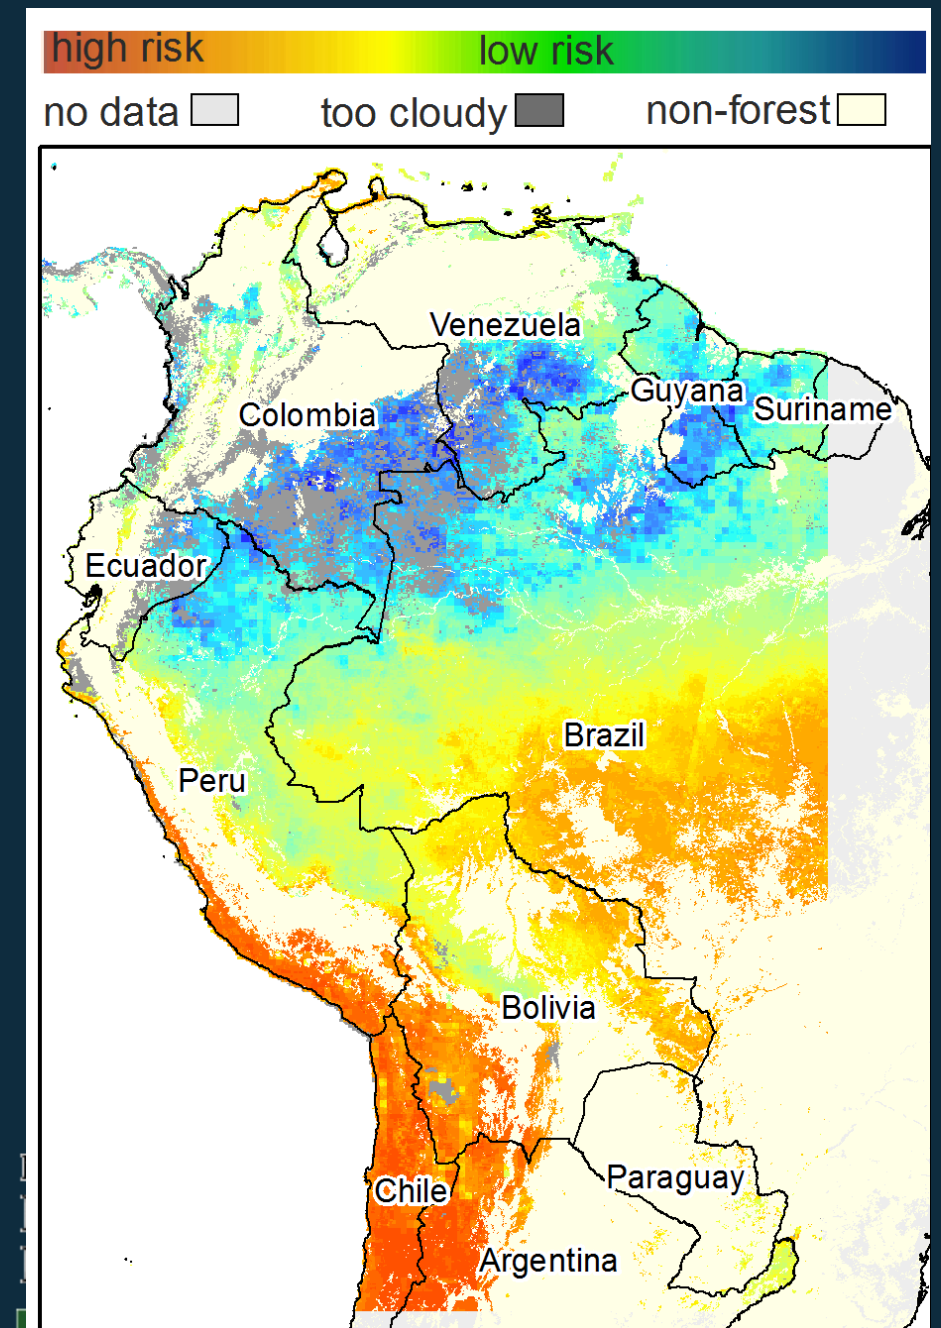 high risk low risk
no data too cloudy non-forest
Venezuela
Guyana
Suriname
Colombia
Ecuador
Brazil
Peru
Bolivia
Paraguay
Chile
Argentina